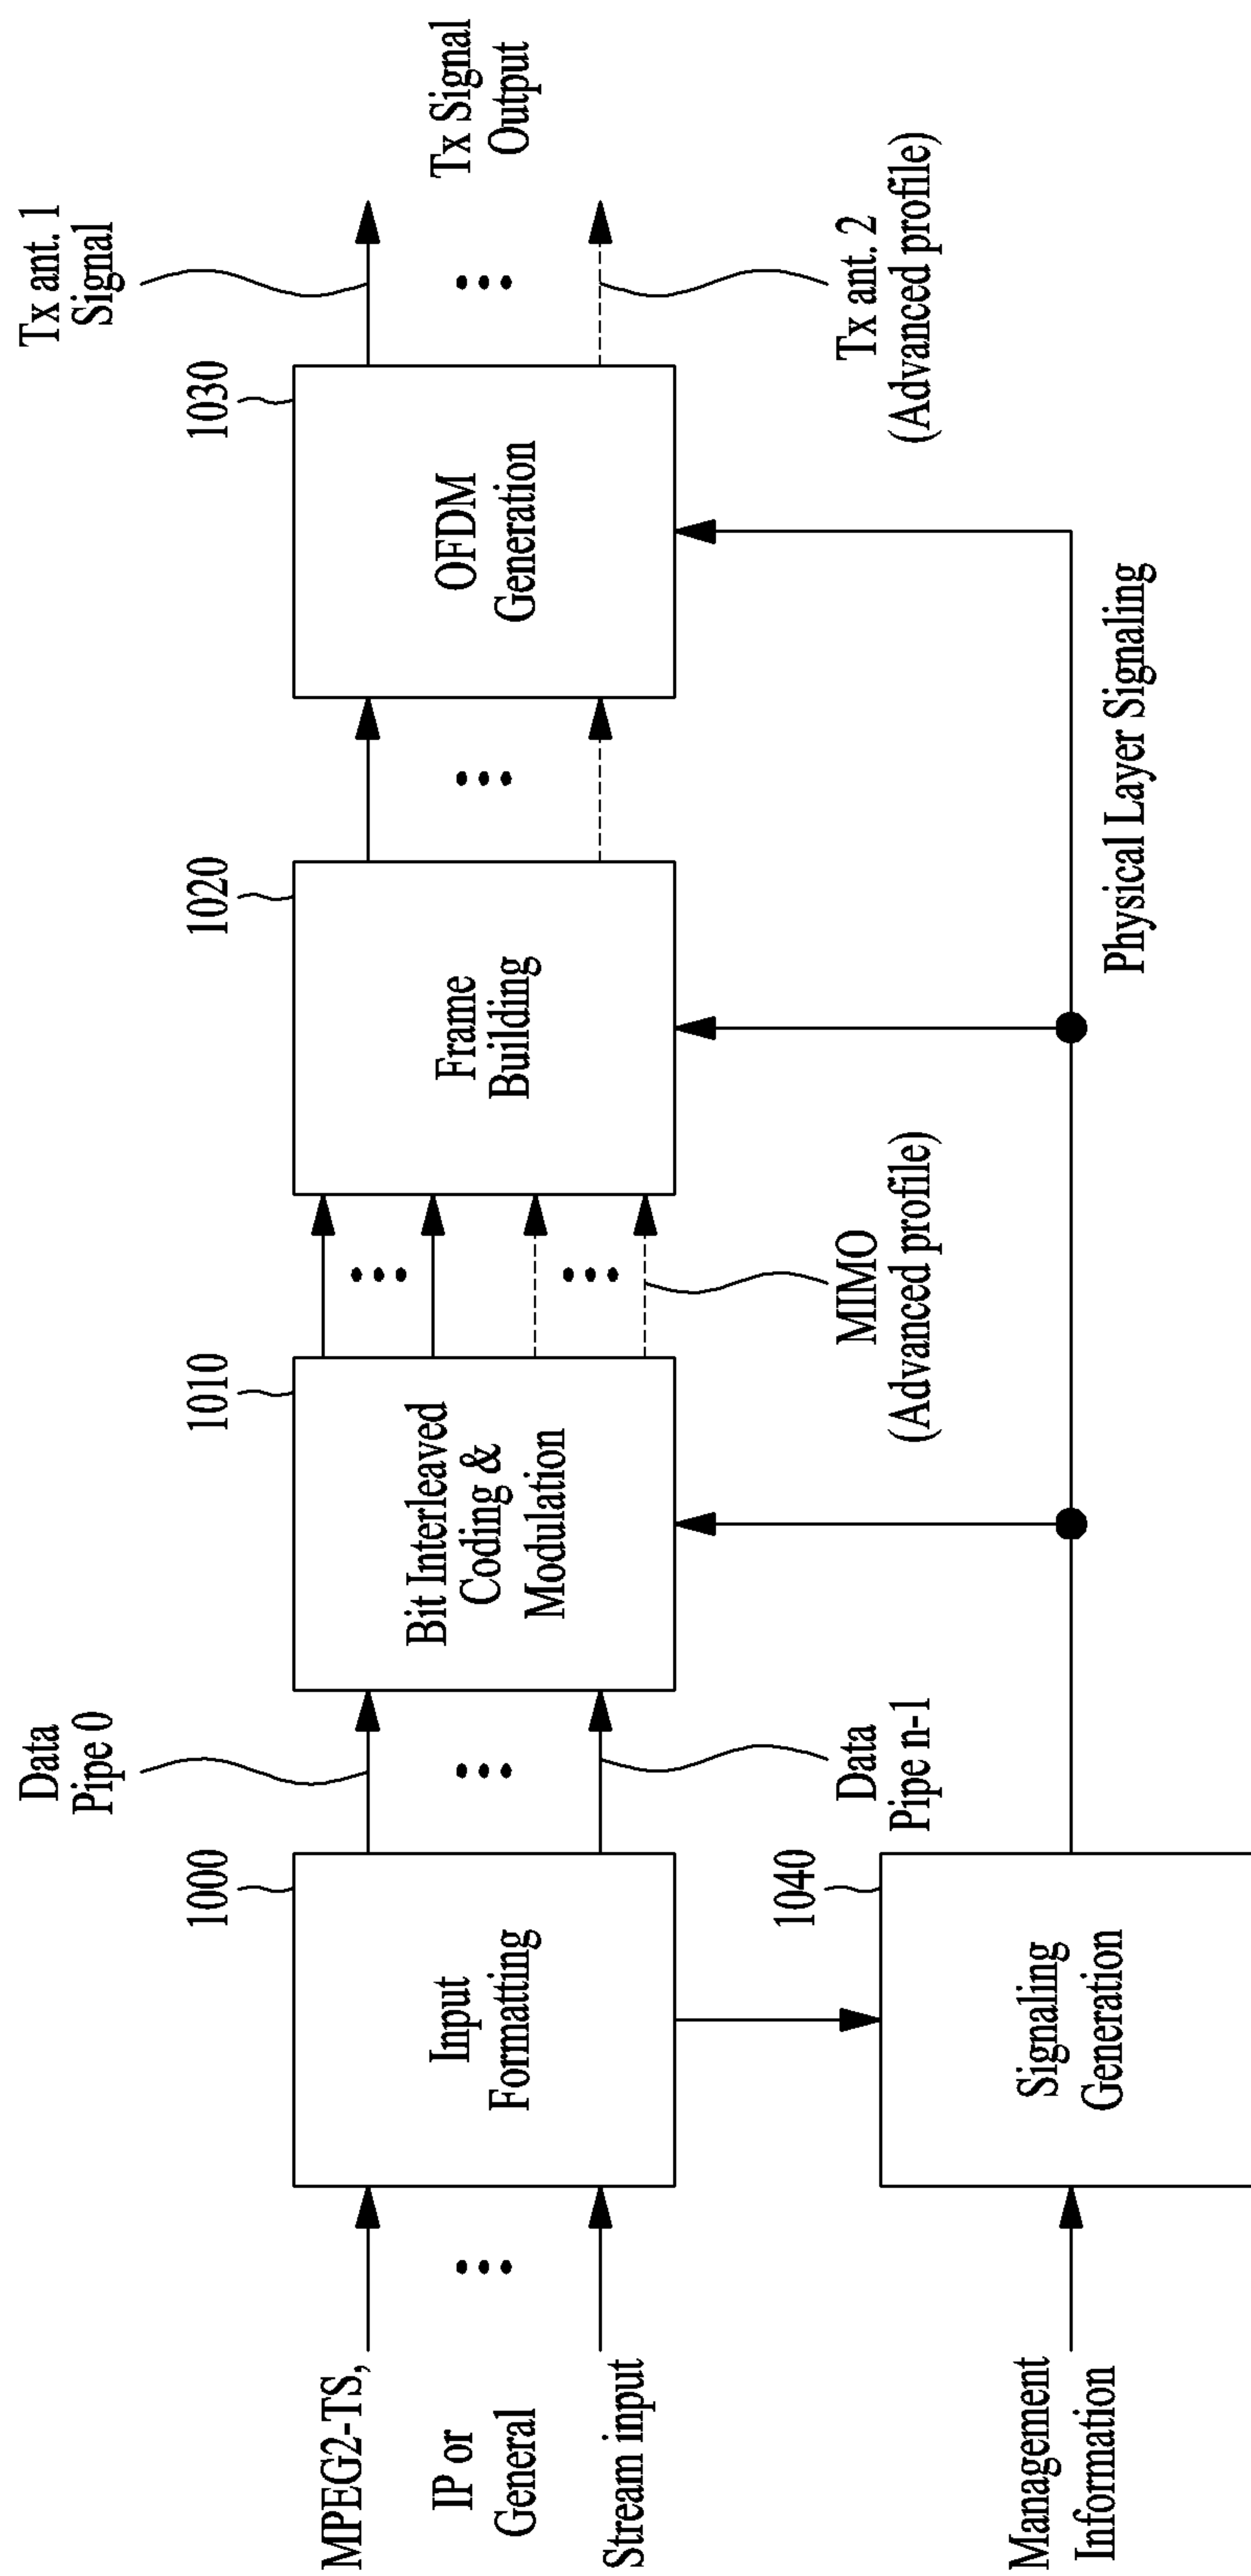 MPEG2-TS,
IP or
General
Stream input
Management
Information
1000
Input
Formatting
1040
Signaling
Generation
Data
Pipe 0
Data
Pipe n-1
1010
Bit Interleaved
Coding &
Modulation
MIMO
(Advanced profile)
1020
Frame
Building
Physical Layer Signaling
1030
OFDM
Generation
Tx ant. 1
Signal
Tx Signal
Output
Tx ant. 2
(Advanced profile)